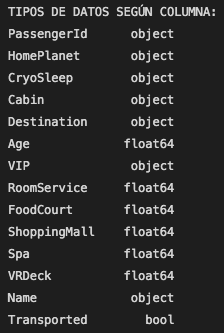 TIPOS DE DATOS SEGÚN COLUMNA:
PassengerId object
HomePlanet object
CryoSleep object
Cabin object
Destination object
Age float64
VIP object
RoomService float64
FoodCourt float64
ShoppingMall float64
Spa float64
VRDeck float64
Name object
Transported bool